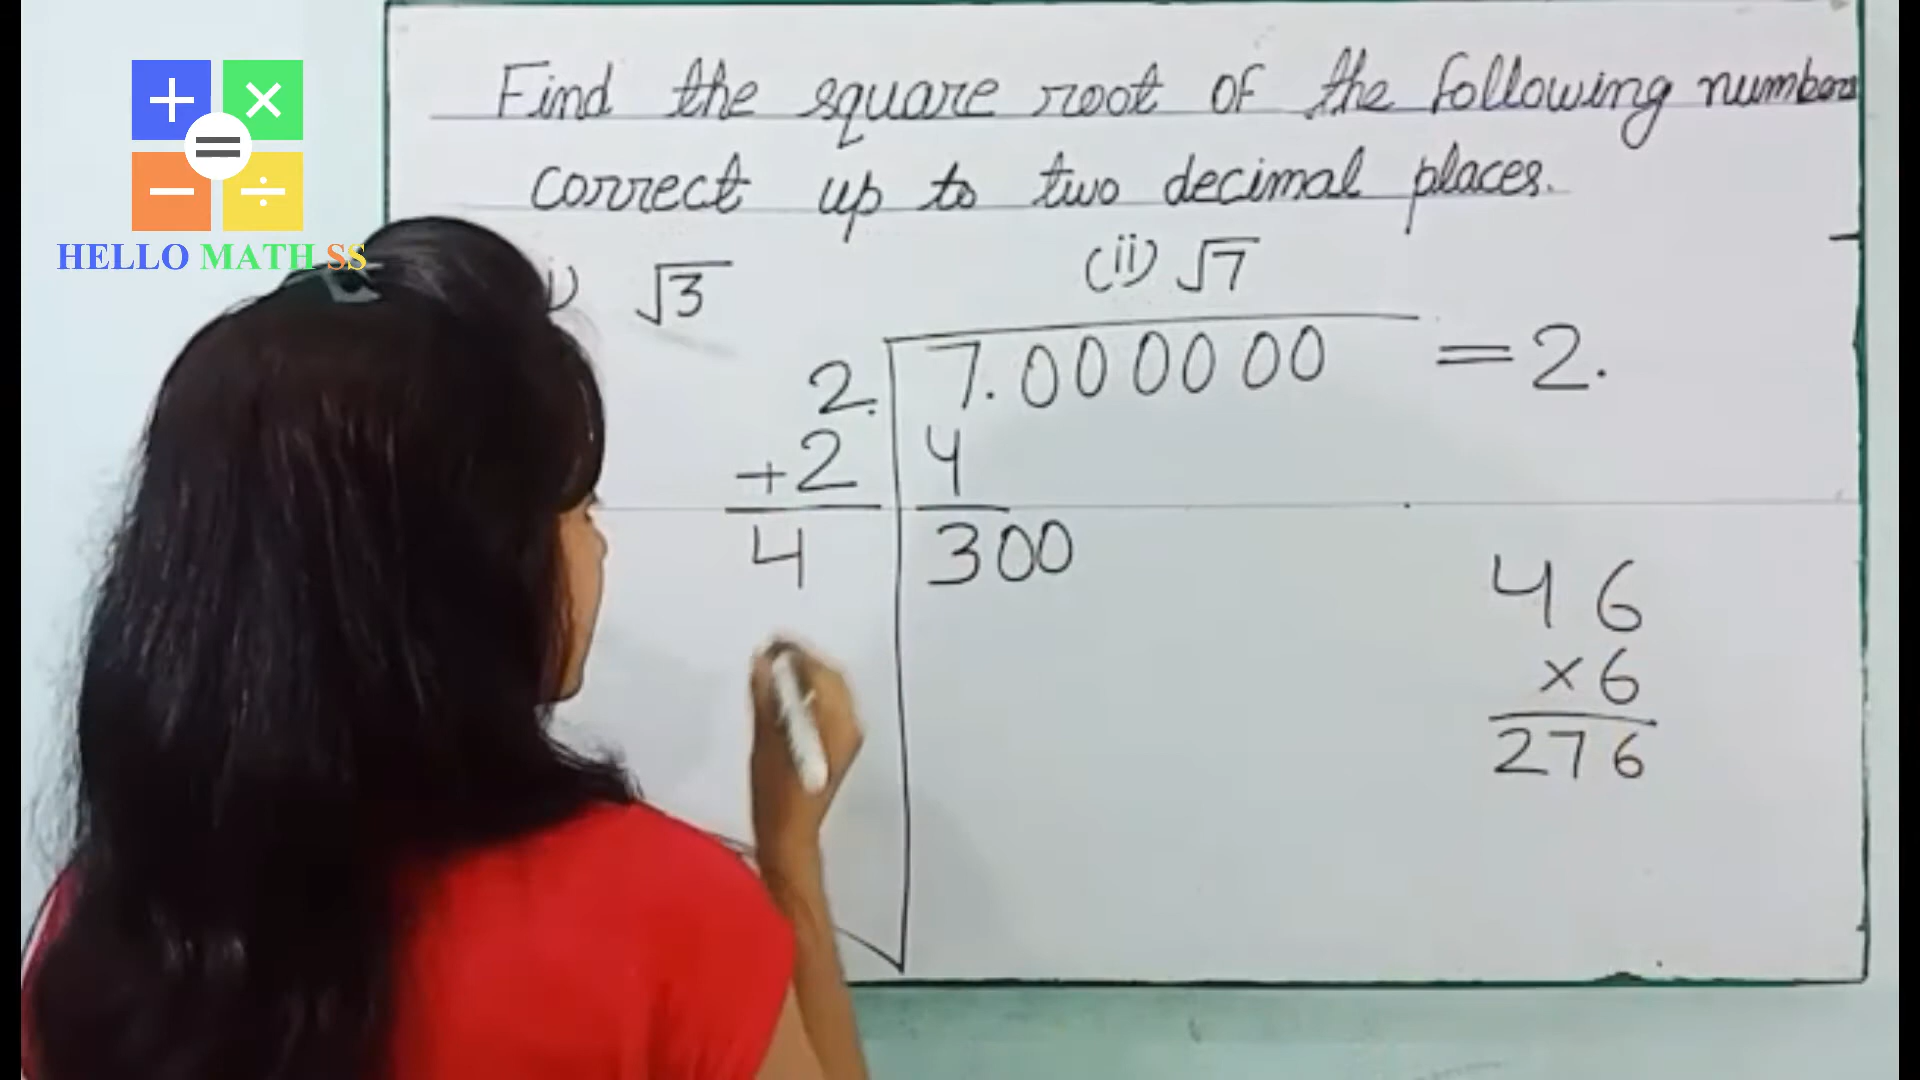 Find the square root of the following numbers
correct up to two decimal places.
HELLO MATH SS
i) √3
(ii) √7
2. 7.000000 = 2.
+2 4
4 300
46
×6
276